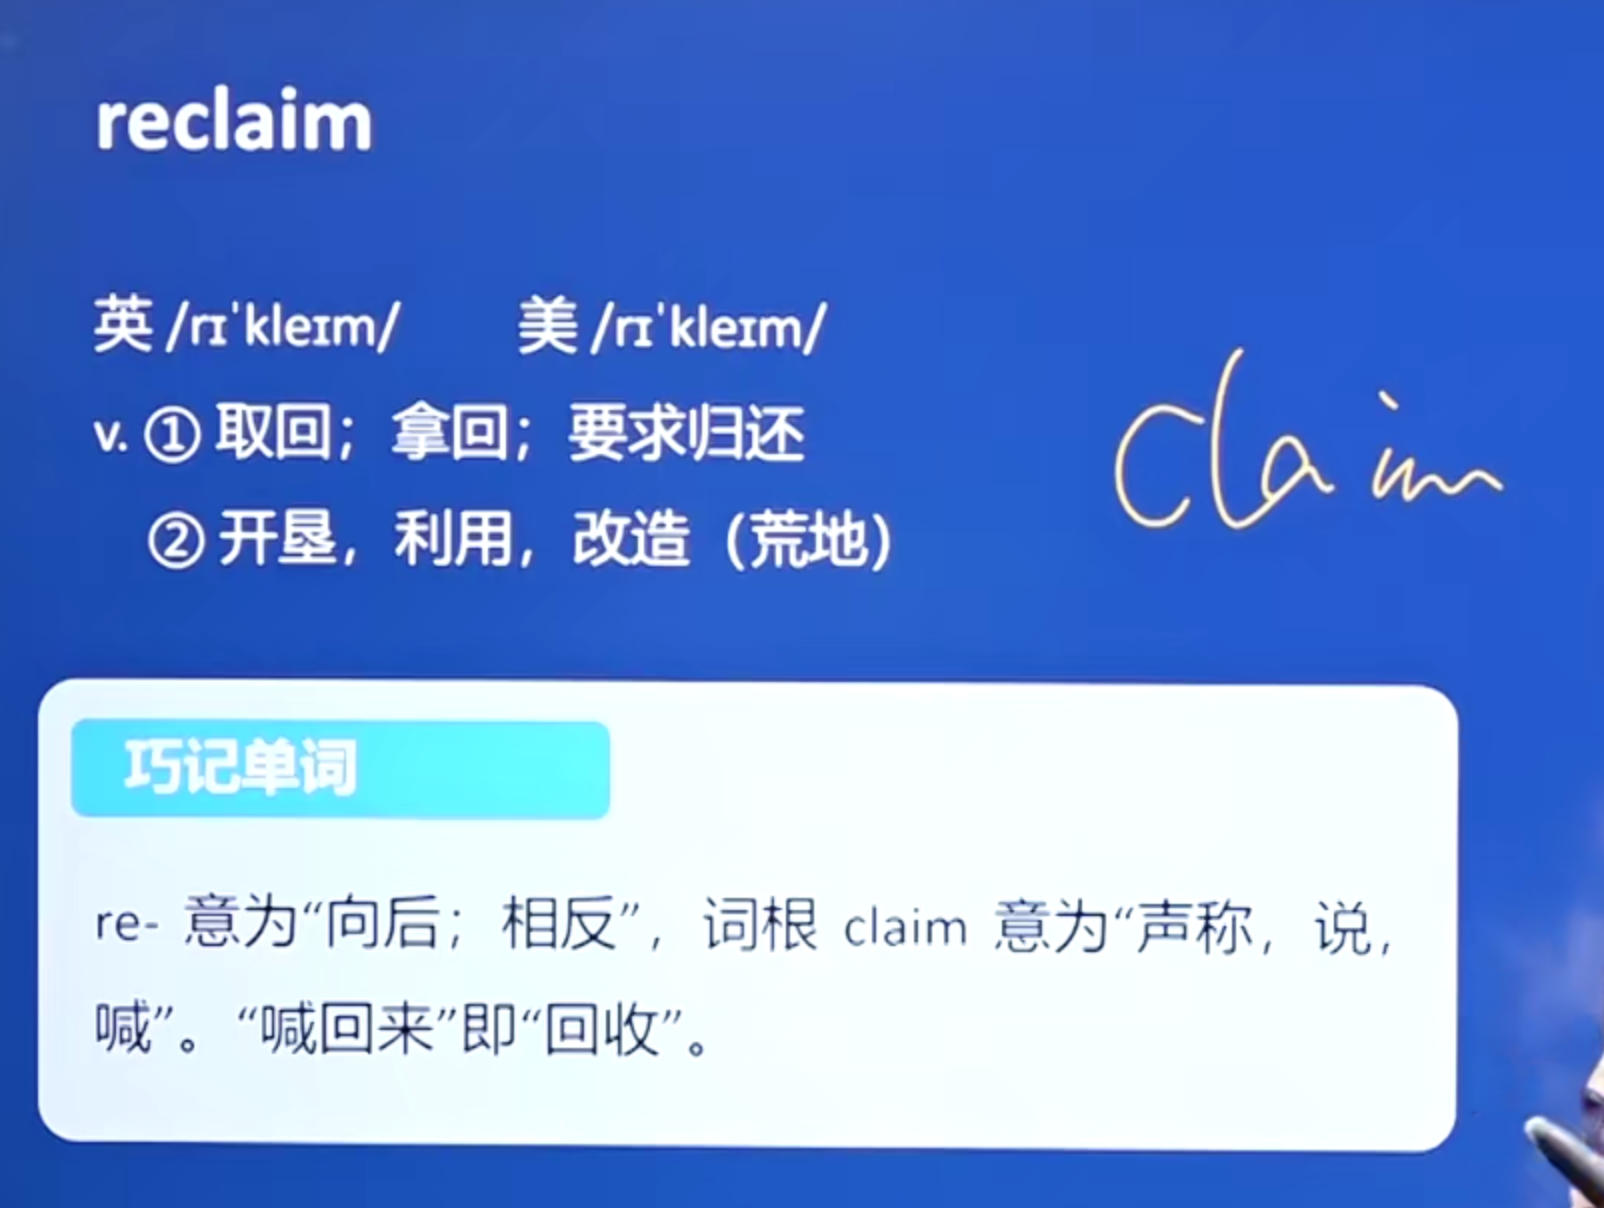 reclaim
英 /rɪˈkleɪm/ 美 /rɪˈkleɪm/
v. ① 取回；拿回；要求归还
② 开垦，利用，改造（荒地）
claim
巧记单词
re- 意为“向后；相反”，词根 claim 意为“声称，说，
喊”。“喊回来”即“回收”。